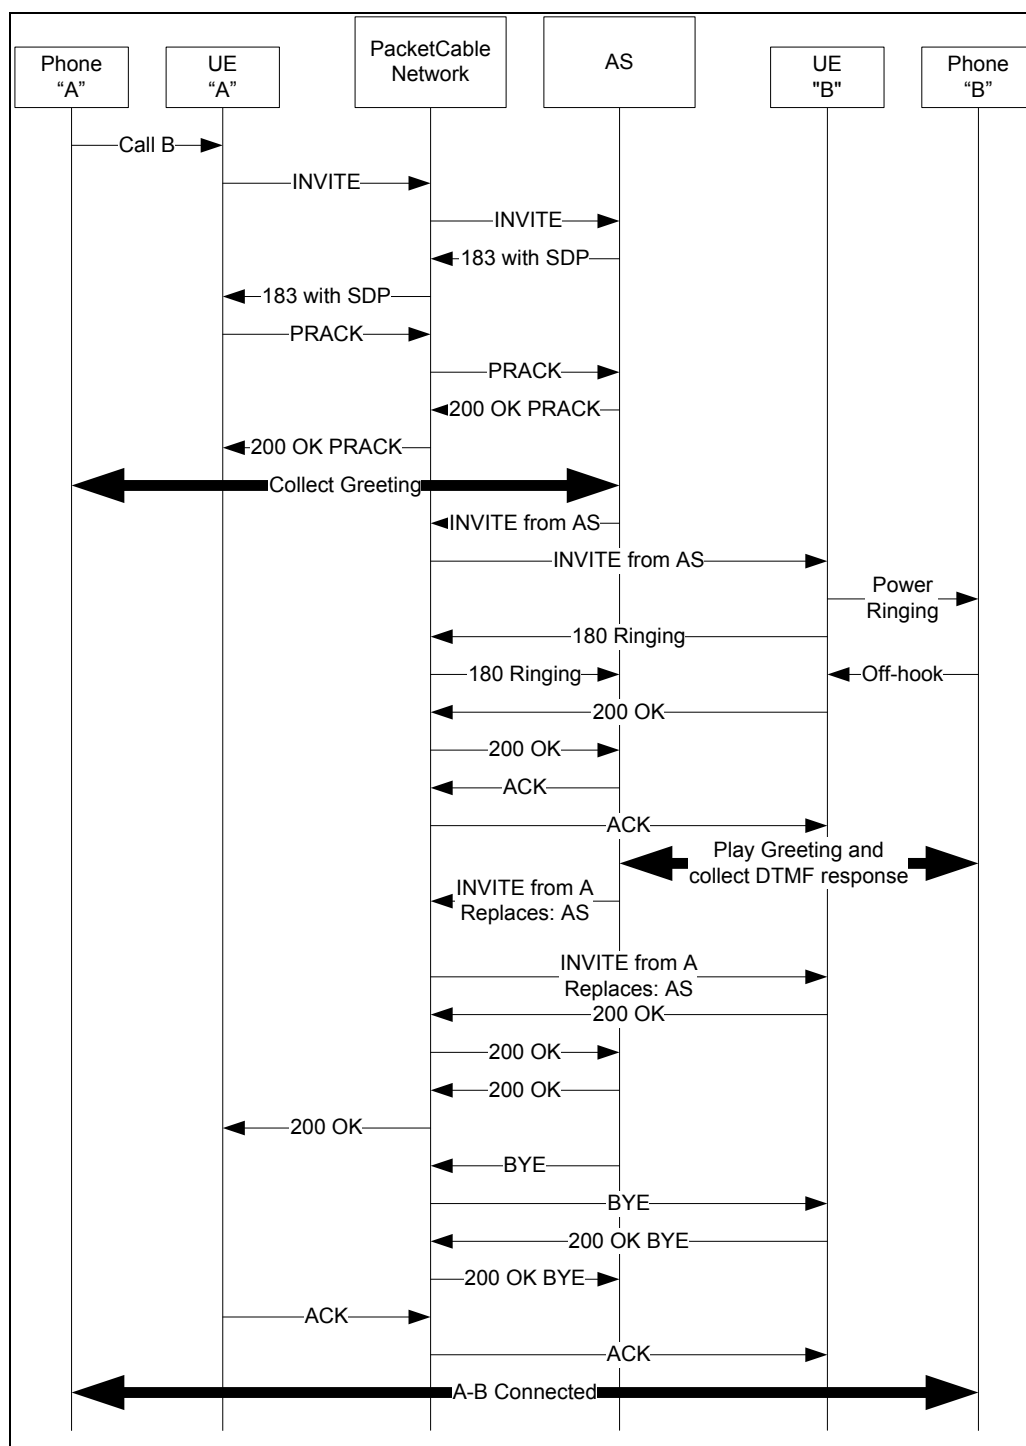 Phone
“A”
UE
“A”
PacketCable
Network
AS
UE
"B"
Phone
“B”
Call B
INVITE
INVITE
183 with SDP
183 with SDP
PRACK
PRACK
200 OK PRACK
200 OK PRACK
Collect Greeting
INVITE from AS
INVITE from AS
Power
Ringing
180 Ringing
180 Ringing
Off-hook
200 OK
200 OK
ACK
ACK
Play Greeting and
collect DTMF response
INVITE from A
Replaces: AS
INVITE from A
Replaces: AS
200 OK
200 OK
200 OK
200 OK
BYE
BYE
200 OK BYE
200 OK BYE
ACK
ACK
A-B Connected